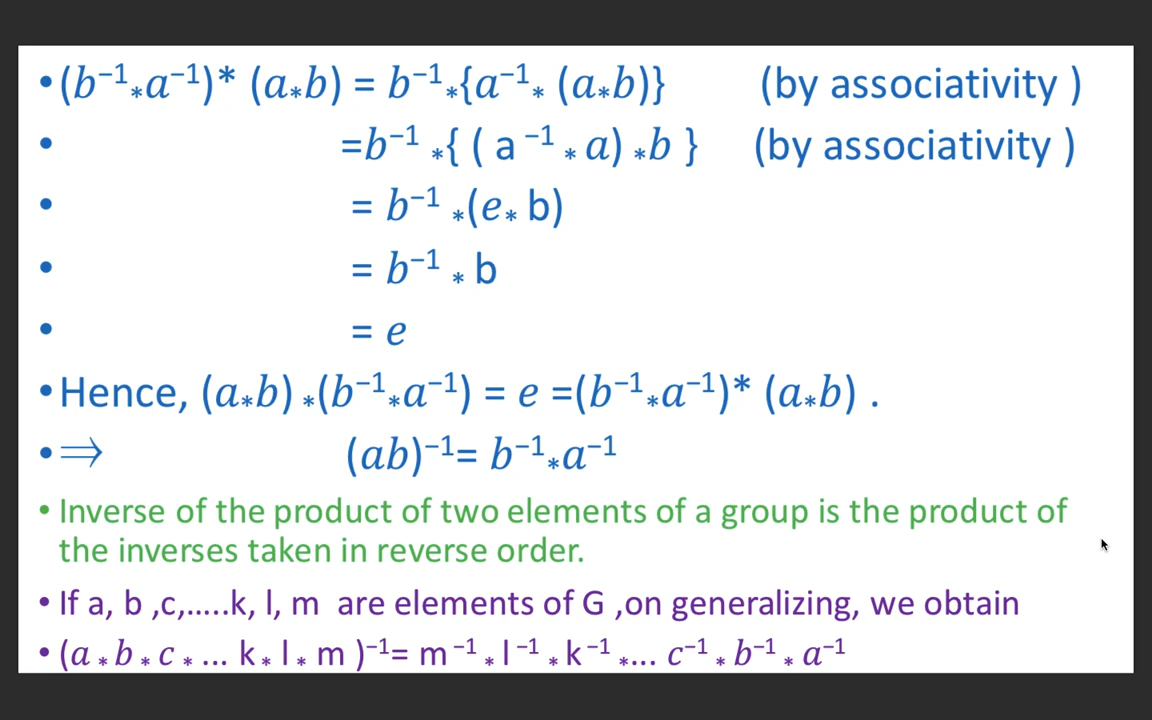 • (b⁻¹*a⁻¹)* (a*b) = b⁻¹*{a⁻¹* (a*b)} (by associativity )
• =b⁻¹ *{ ( a ⁻¹ * a) *b } (by associativity )
• = b⁻¹ *(e* b)
• = b⁻¹ * b
• = e
• Hence, (a*b) *(b⁻¹*a⁻¹) = e =(b⁻¹*a⁻¹)* (a*b) .
• ⇒ (ab)⁻¹= b⁻¹*a⁻¹
• Inverse of the product of two elements of a group is the product of
the inverses taken in reverse order.
• If a, b ,c,.....k, l, m are elements of G ,on generalizing, we obtain
• (a * b * c * ... k * l * m )⁻¹= m ⁻¹ * l ⁻¹ * k ⁻¹ *... c⁻¹ * b⁻¹ * a⁻¹